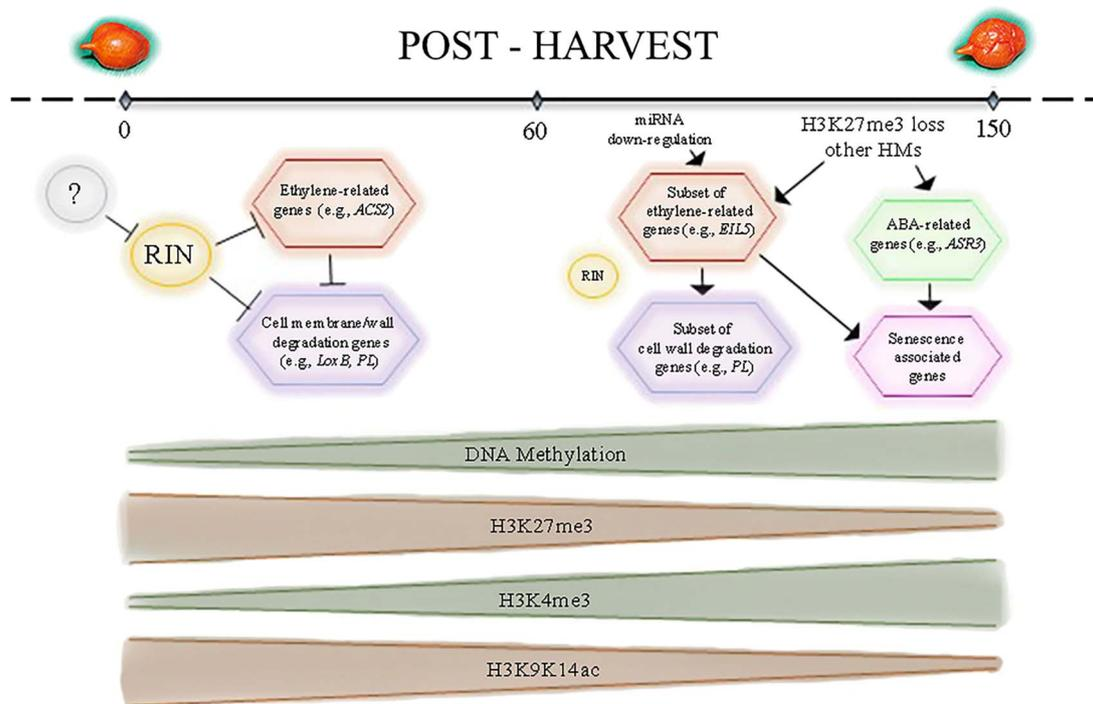 POST - HARVEST
0
60
150
?
RIN
Ethylene-related
genes (e.g., ACS2)
Cell membrane/wall
degradation genes
(e.g., LoxB, PL)
miRNA
down-regulation
H3K27me3 loss
other HMs
Subset of
ethylene-related
genes (e.g., EIL5)
ABA-related
genes (e.g., ASR3)
RIN
Subset of
cell wall degradation
genes (e.g., PL)
Senescence
associated
genes
DNA Methylation
H3K27me3
H3K4me3
H3K9K14ac